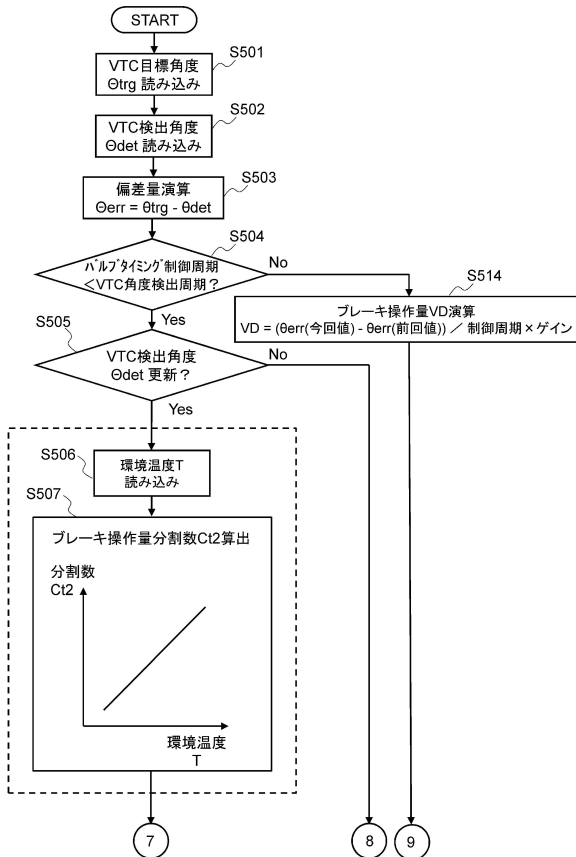 START
S501
VTC目標角度
Θtrg 読み込み
S502
VTC検出角度
Θdet 読み込み
S503
偏差量演算
Θerr = θtrg - θdet
S504
ﾊﾞﾙﾌﾞﾀｲﾐﾝｸﾞ制御周期
＜VTC角度検出周期？
No
Yes
S514
ブレーキ操作量VD演算
VD = (θerr(今回値) - θerr(前回値)) ／ 制御周期×ゲイン
S505
VTC検出角度
Θdet 更新？
No
Yes
S506
環境温度T
読み込み
S507
ブレーキ操作量分割数Ct2算出
分割数
Ct2
環境温度
T
7
8
9